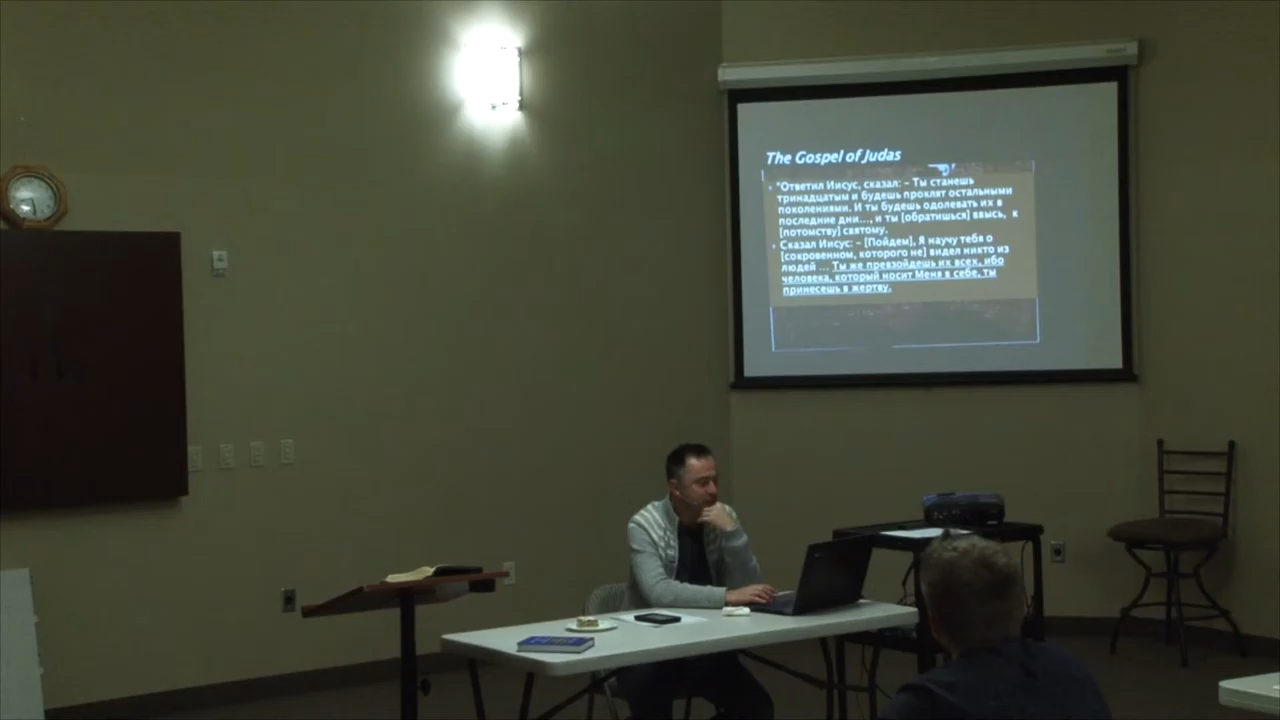 The Gospel of Judas
"Ответил Иисус, сказал: – Ты станешь
тринадцатым и будешь проклят остальными
поколениями. И ты будешь одолевать их в
последние дни..., и ты [обратишься] ввысь, к
[потомству] святому.
Сказал Иисус: – [Пойдем], Я научу тебя о
[сокровенном, которого не] видел никто из
людей ... Ты же превзойдешь их всех, ибо
человека, который носит Меня в себе, ты
принесешь в жертву.